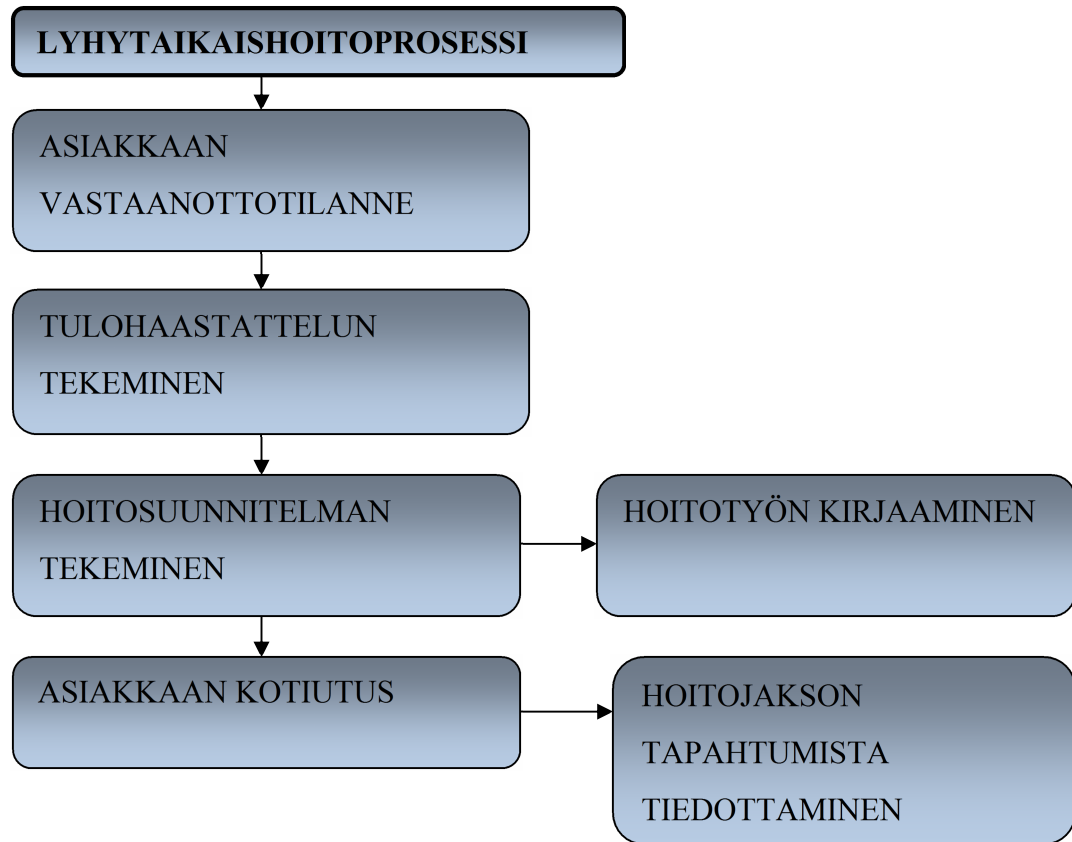 LYHYTAIKAISHOITOPROSESSI
ASIAKKAAN
VASTAANOTTOTILANNE
TULOHAASTATTELUN
TEKEMINEN
HOITOSUUNNITELMAN
TEKEMINEN
HOITOTYÖN KIRJAAMINEN
ASIAKKAAN KOTIUTUS
HOITOJAKSON
TAPAHTUMISTA
TIEDOTTAMINEN